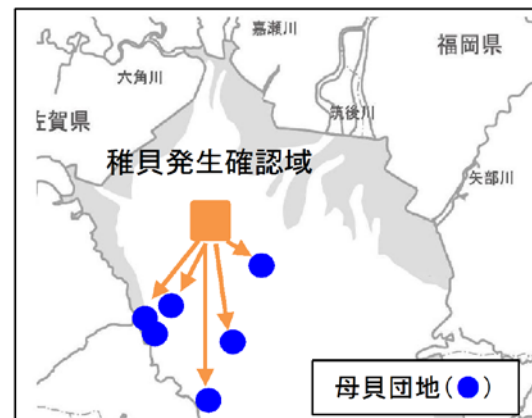 嘉瀬川
福岡県
六角川
筑後川
佐賀県
稚貝発生確認域
矢部川
母貝団地(●)